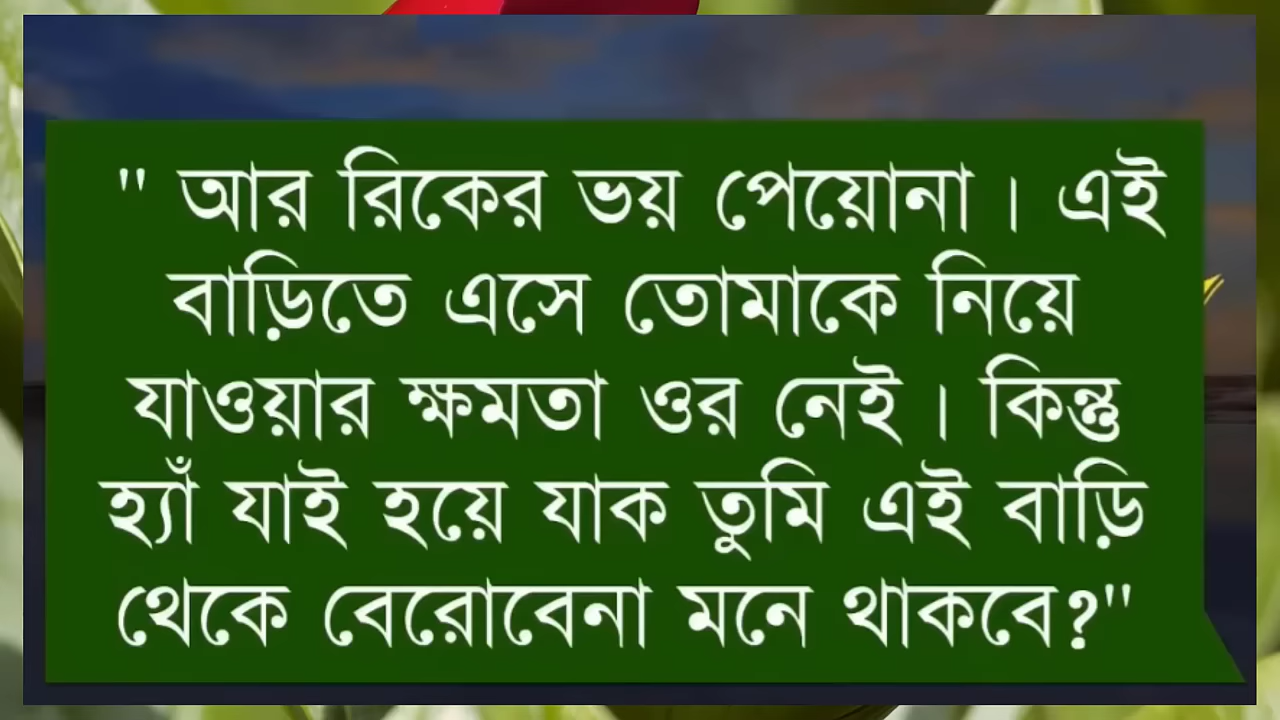 " আর রিকের ভয় পেয়োনা । এই
বাড়িতে এসে তোমাকে নিয়ে
যাওয়ার ক্ষমতা ওর নেই । কিন্তু
হ্যাঁ যাই হয়ে যাক তুমি এই বাড়ি
থেকে বেরোবেনা মনে থাকবে?"